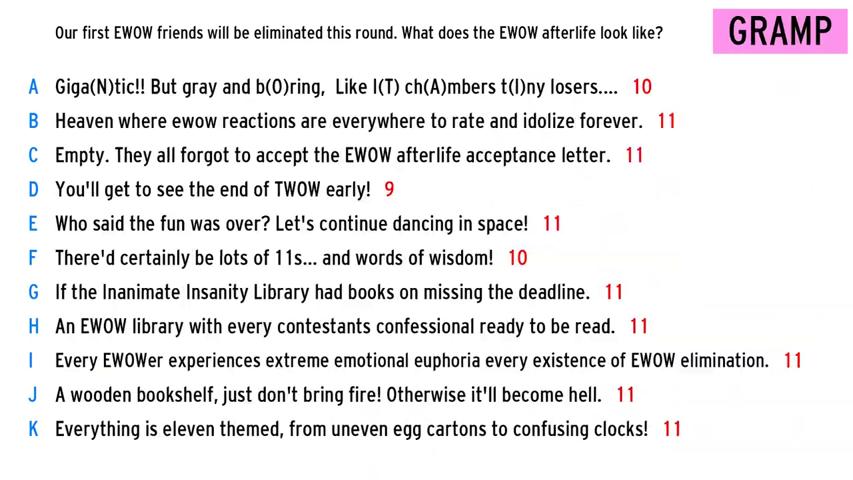 Our first EWOW friends will be eliminated this round. What does the EWOW afterlife look like?
GRAMP
A Giga(N)tic!! But gray and b(O)ring, Like I(T) ch(A)mbers t(I)ny losers.... 10
B Heaven where ewow reactions are everywhere to rate and idolize forever. 11
C Empty. They all forgot to accept the EWOW afterlife acceptance letter. 11
D You'll get to see the end of TWOW early! 9
E Who said the fun was over? Let's continue dancing in space! 11
F There'd certainly be lots of 11s... and words of wisdom! 10
G If the Inanimate Insanity Library had books on missing the deadline. 11
H An EWOW library with every contestants confessional ready to be read. 11
I Every EWOWer experiences extreme emotional euphoria every existence of EWOW elimination. 11
J A wooden bookshelf, just don't bring fire! Otherwise it'll become hell. 11
K Everything is eleven themed, from uneven egg cartons to confusing clocks! 11